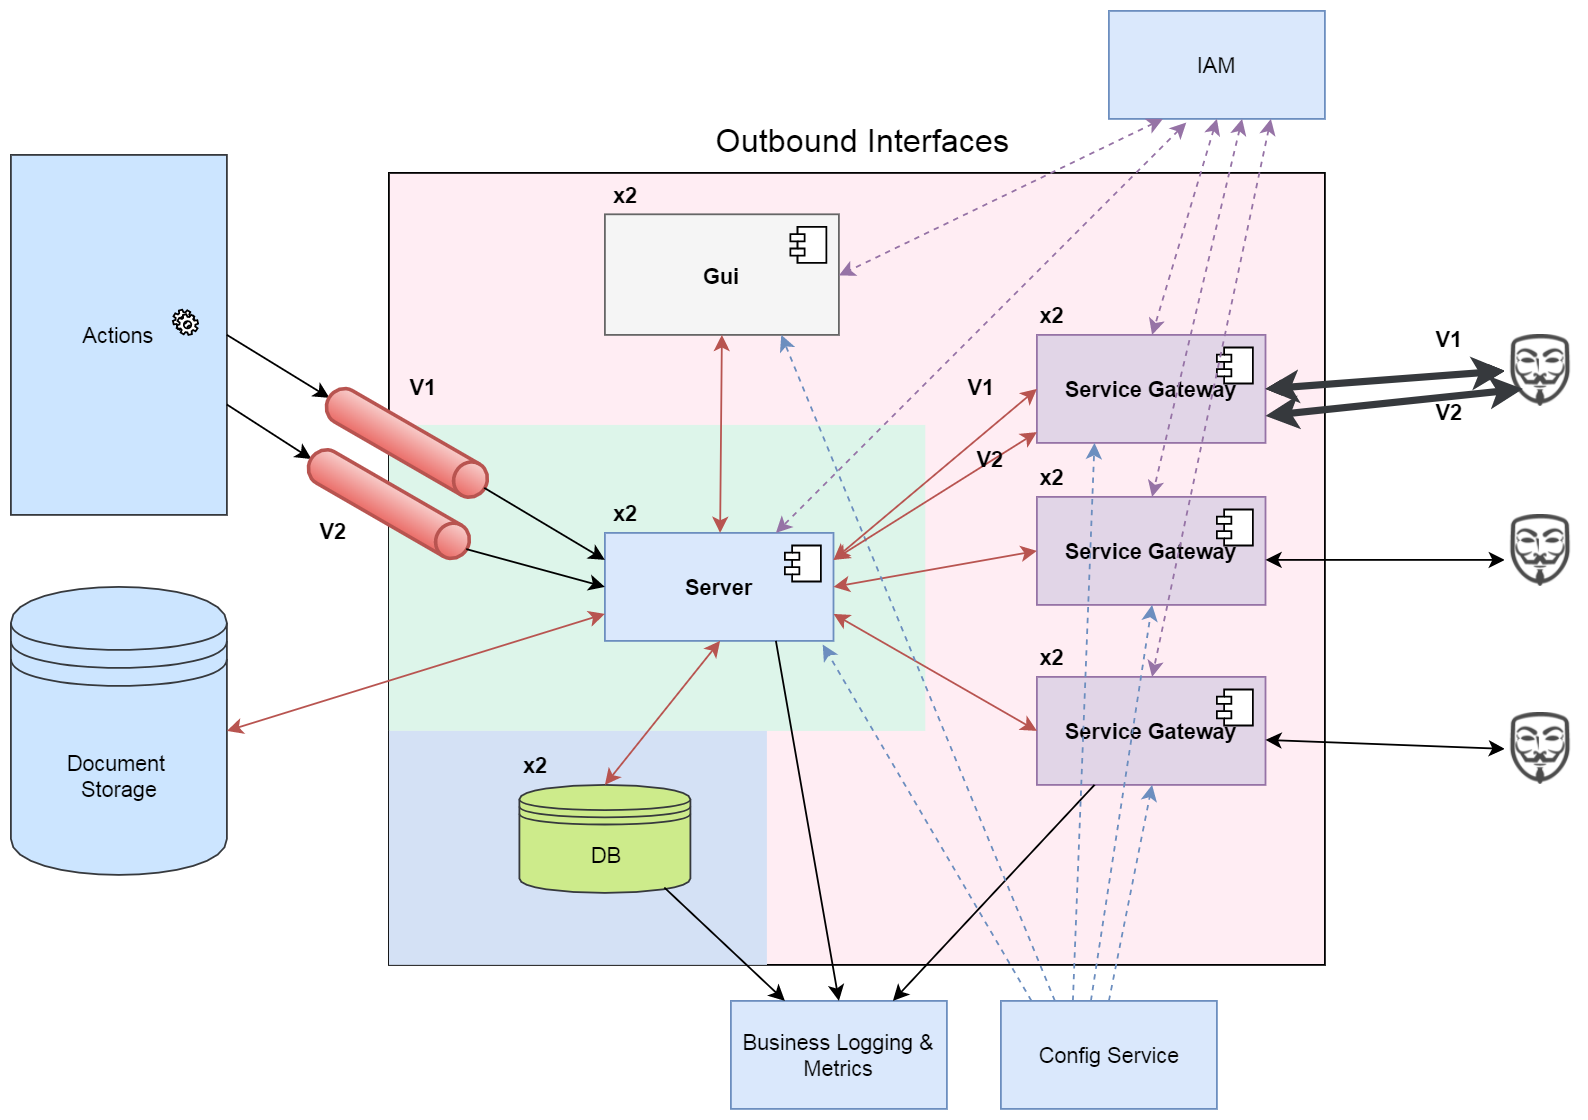 IAM
Outbound Interfaces
x2
Gui
Actions
V1
V2
x2
Service Gateway
V1
V2
V1
V2
x2
Service Gateway
x2
Server
x2
Service Gateway
Document
Storage
x2
DB
Business Logging &
Metrics
Config Service